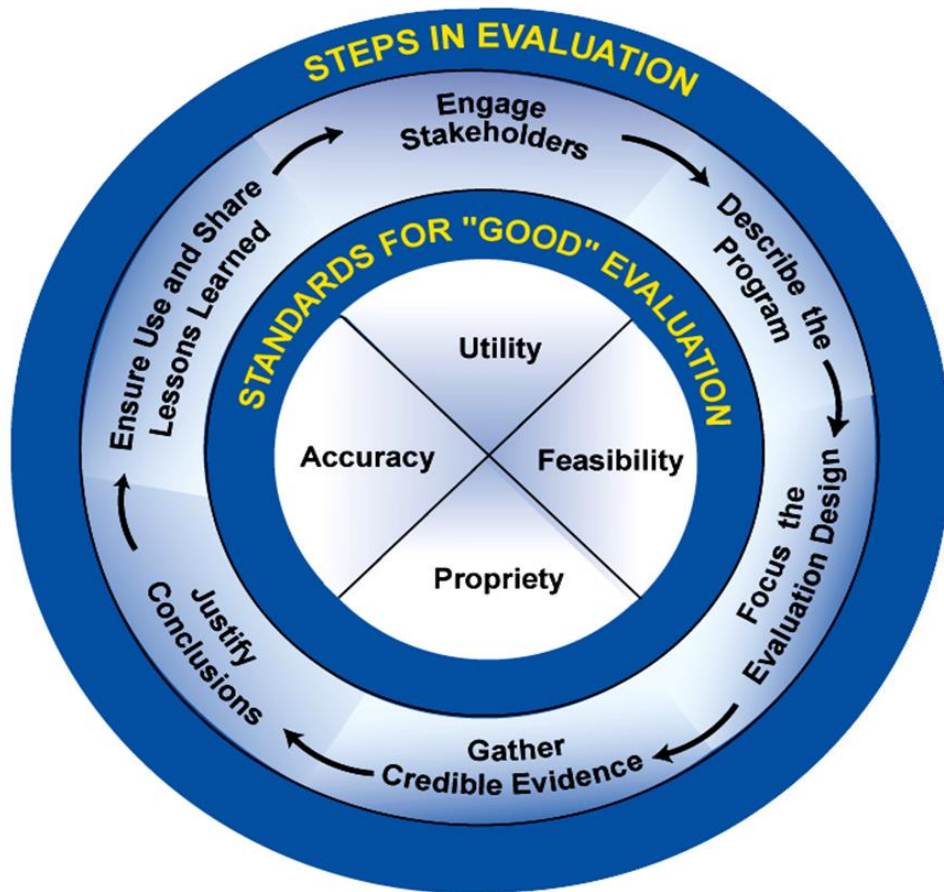 STEPS IN EVALUATION
Engage
Stakeholders
Describe the
Program
Focus the
Evaluation Design
Gather
Credible Evidence
Justify
Conclusions
Ensure Use and Share
Lessons Learned
STANDARDS FOR "GOOD" EVALUATION
Utility
Accuracy
Feasibility
Propriety